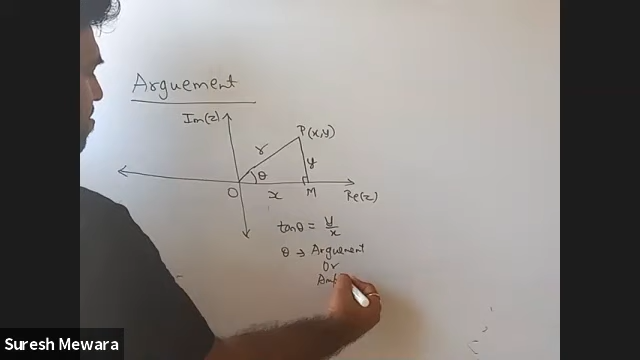 Arguement
Im(z)
P(x,y)
r
y
θ
O
x
M
Re(z)
tanθ = y/x
θ → Arguement
Or
Suresh Mewara